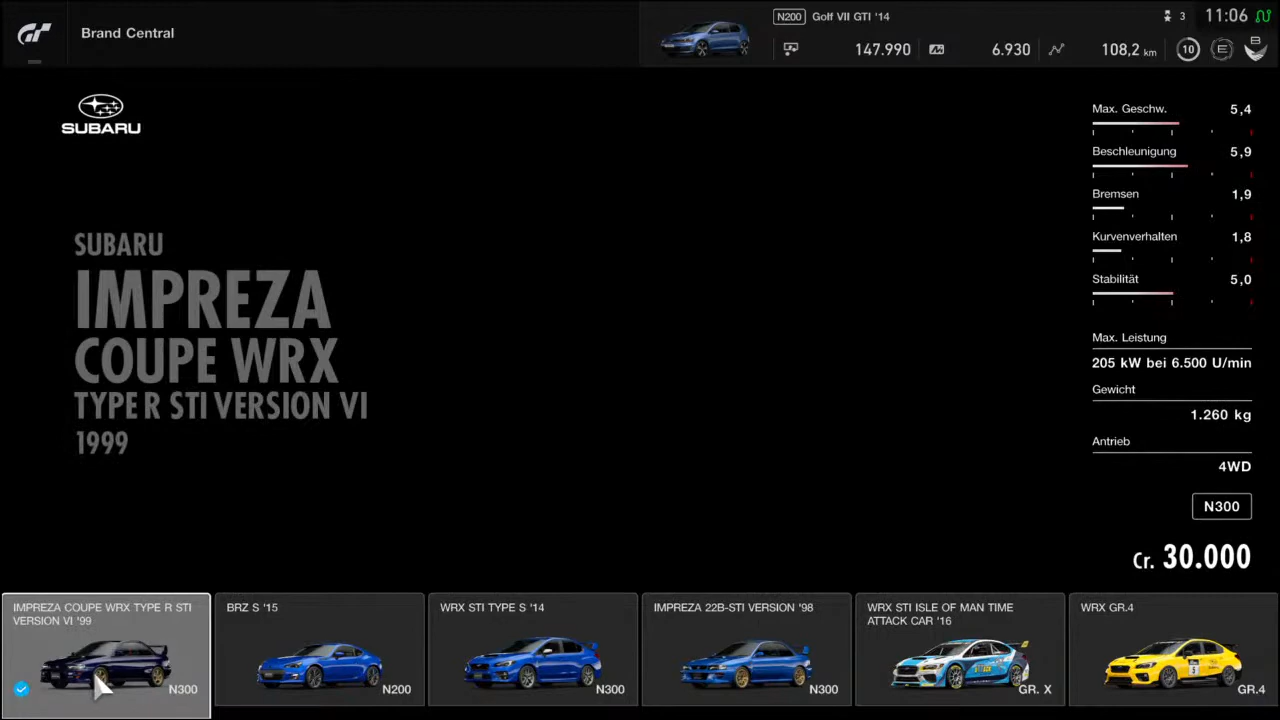 Brand Central
N200 Golf VII GTI '14
3
11:06
147.990
6.930
108,2 km
10
E
B
SUBARU
SUBARU
IMPREZA
COUPE WRX
TYPE R STI VERSION VI
1999
Max. Geschw. 5,4
Beschleunigung 5,9
Bremsen 1,9
Kurvenverhalten 1,8
Stabilität 5,0
Max. Leistung
205 kW bei 6.500 U/min
Gewicht
1.260 kg
Antrieb
4WD
N300
Cr. 30.000
IMPREZA COUPE WRX TYPE R STI
VERSION VI '99
N300
BRZ S '15
N200
WRX STI TYPE S '14
N300
IMPREZA 22B-STI VERSION '98
N300
WRX STI ISLE OF MAN TIME
ATTACK CAR '16
GR. X
WRX GR.4
5
GR.4